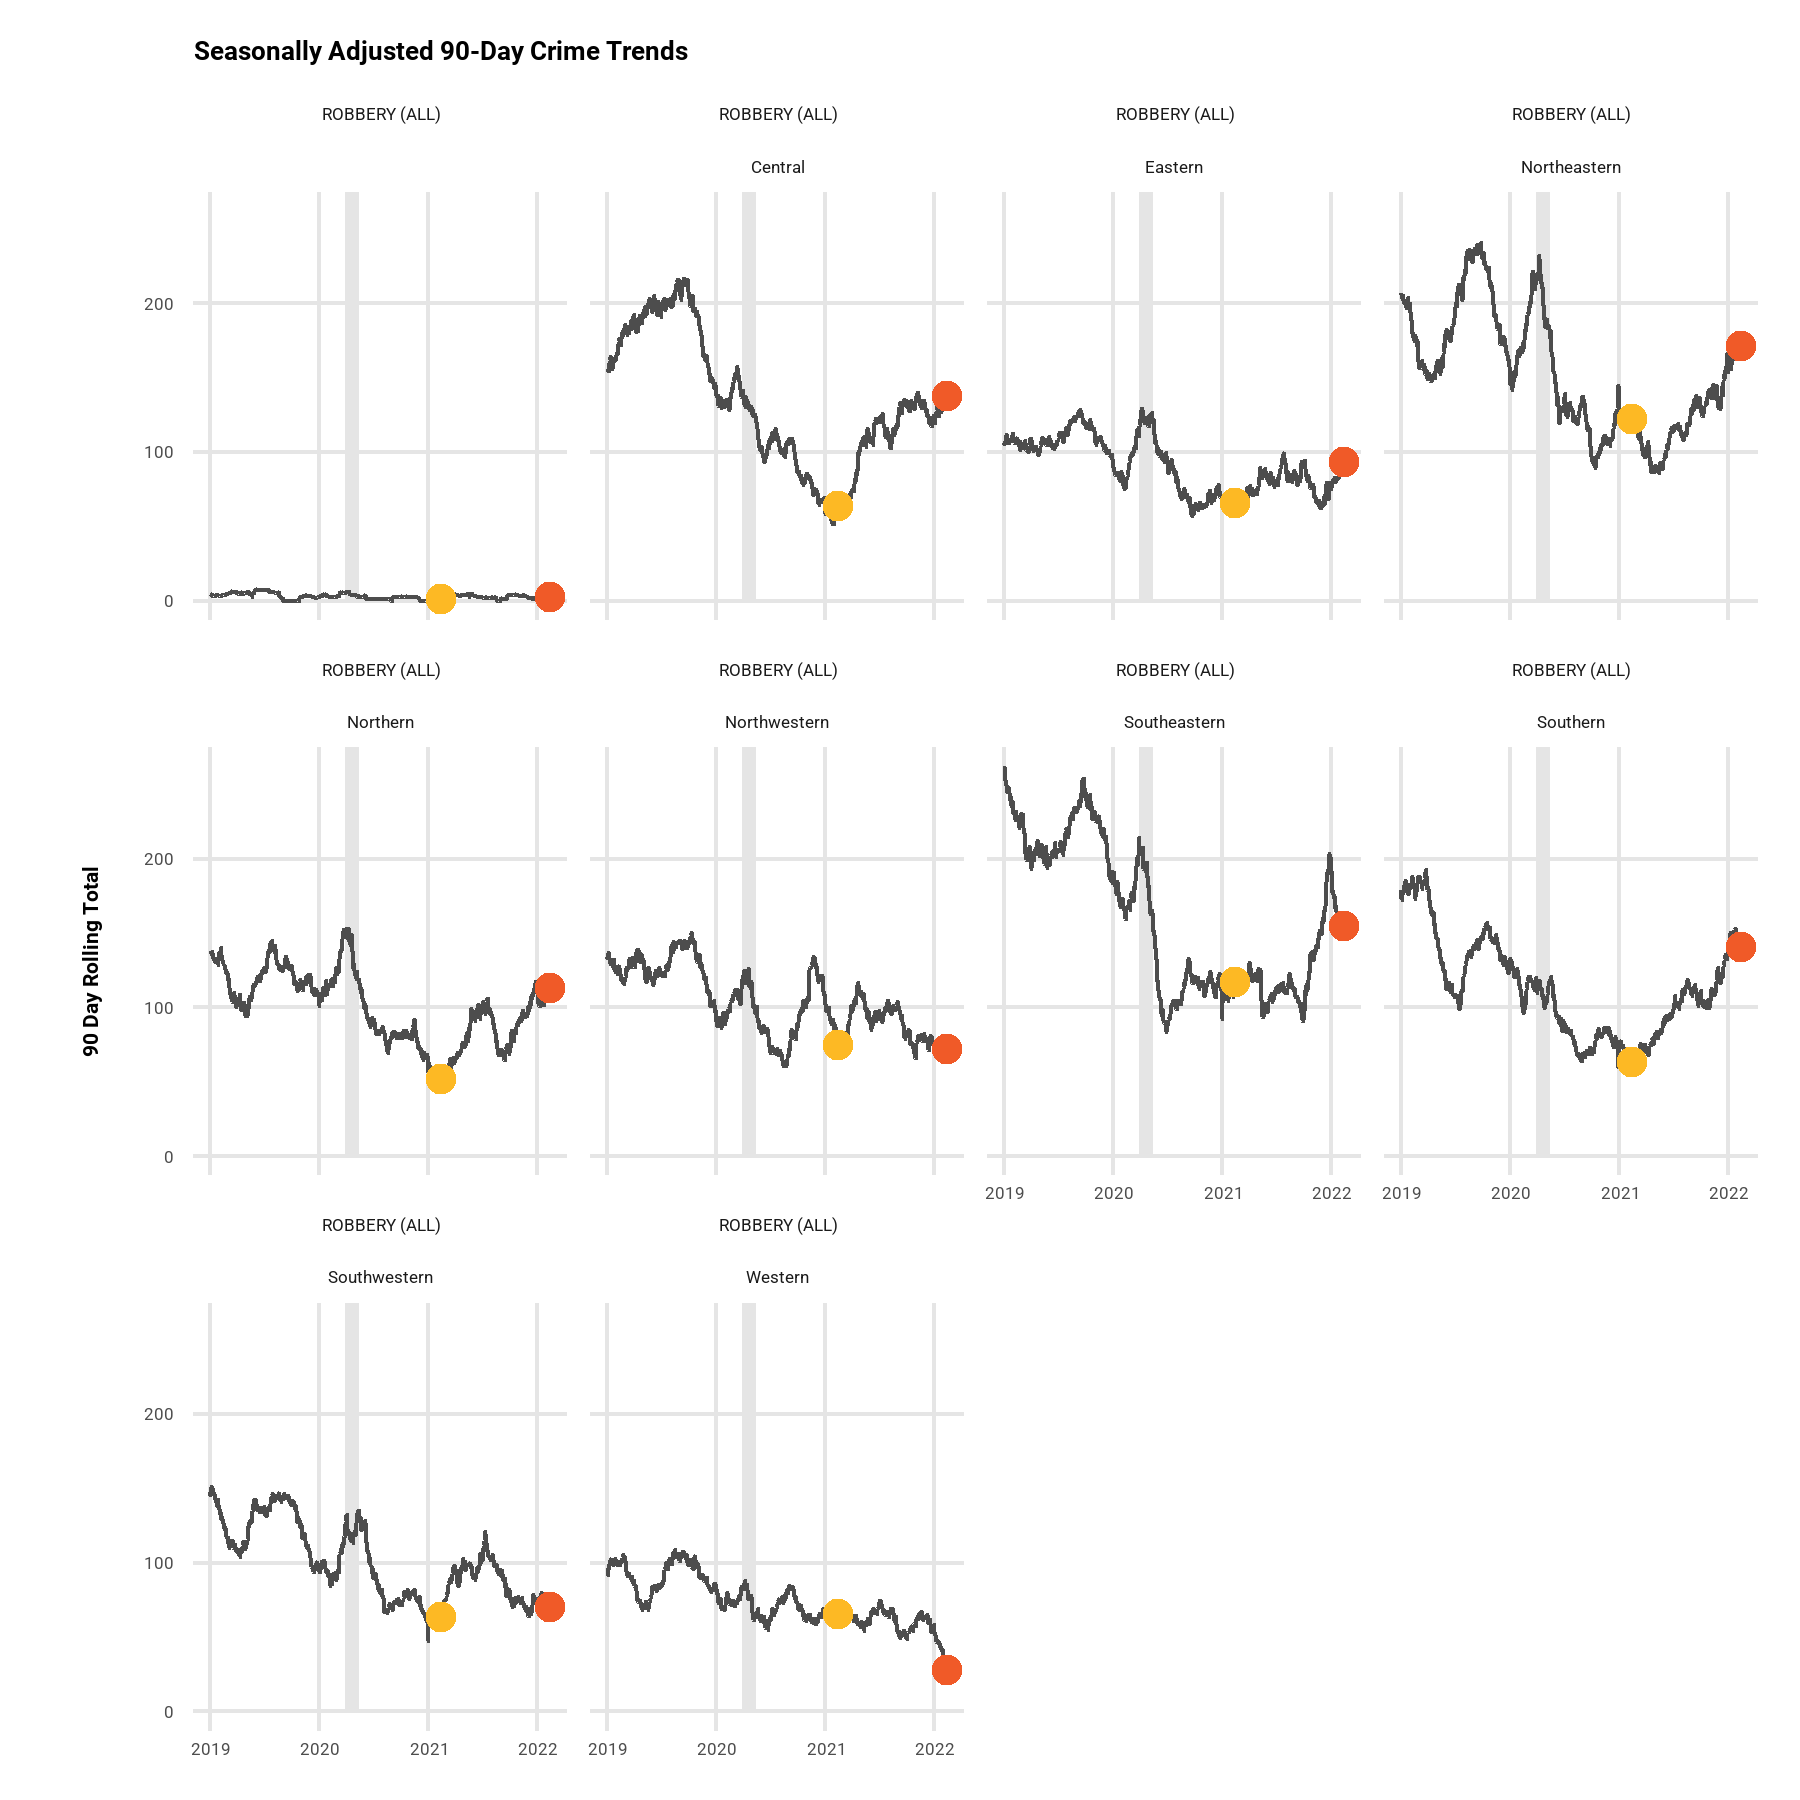 Seasonally Adjusted 90-Day Crime Trends
ROBBERY (ALL)
ROBBERY (ALL)
ROBBERY (ALL)
ROBBERY (ALL)
Central
Eastern
Northeastern
200
100
0
ROBBERY (ALL)
ROBBERY (ALL)
ROBBERY (ALL)
ROBBERY (ALL)
Northern
Northwestern
Southeastern
Southern
90 Day Rolling Total
200
100
0
2019 2020 2021 2022
2019 2020 2021 2022
ROBBERY (ALL)
ROBBERY (ALL)
Southwestern
Western
200
100
0
2019 2020 2021 2022
2019 2020 2021 2022